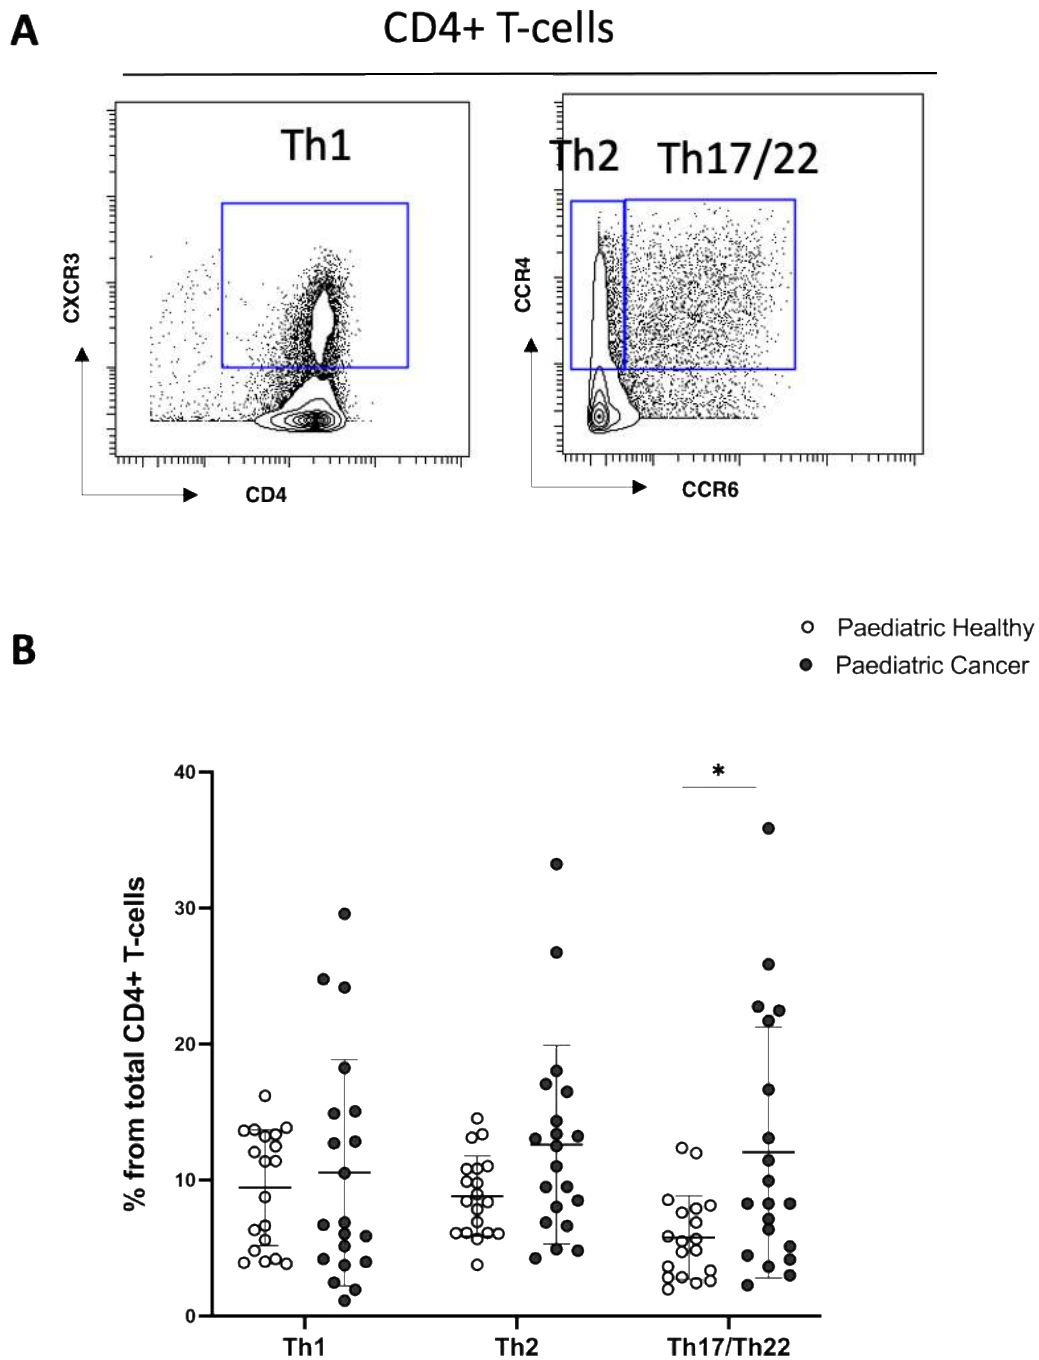 A
CD4+ T-cells
Th1
Th2
Th17/22
CXCR3
CD4
CCR4
CCR6
B
Paediatric Healthy
Paediatric Cancer
*
% from total CD4+ T-cells
40
30
20
10
0
Th1
Th2
Th17/Th22